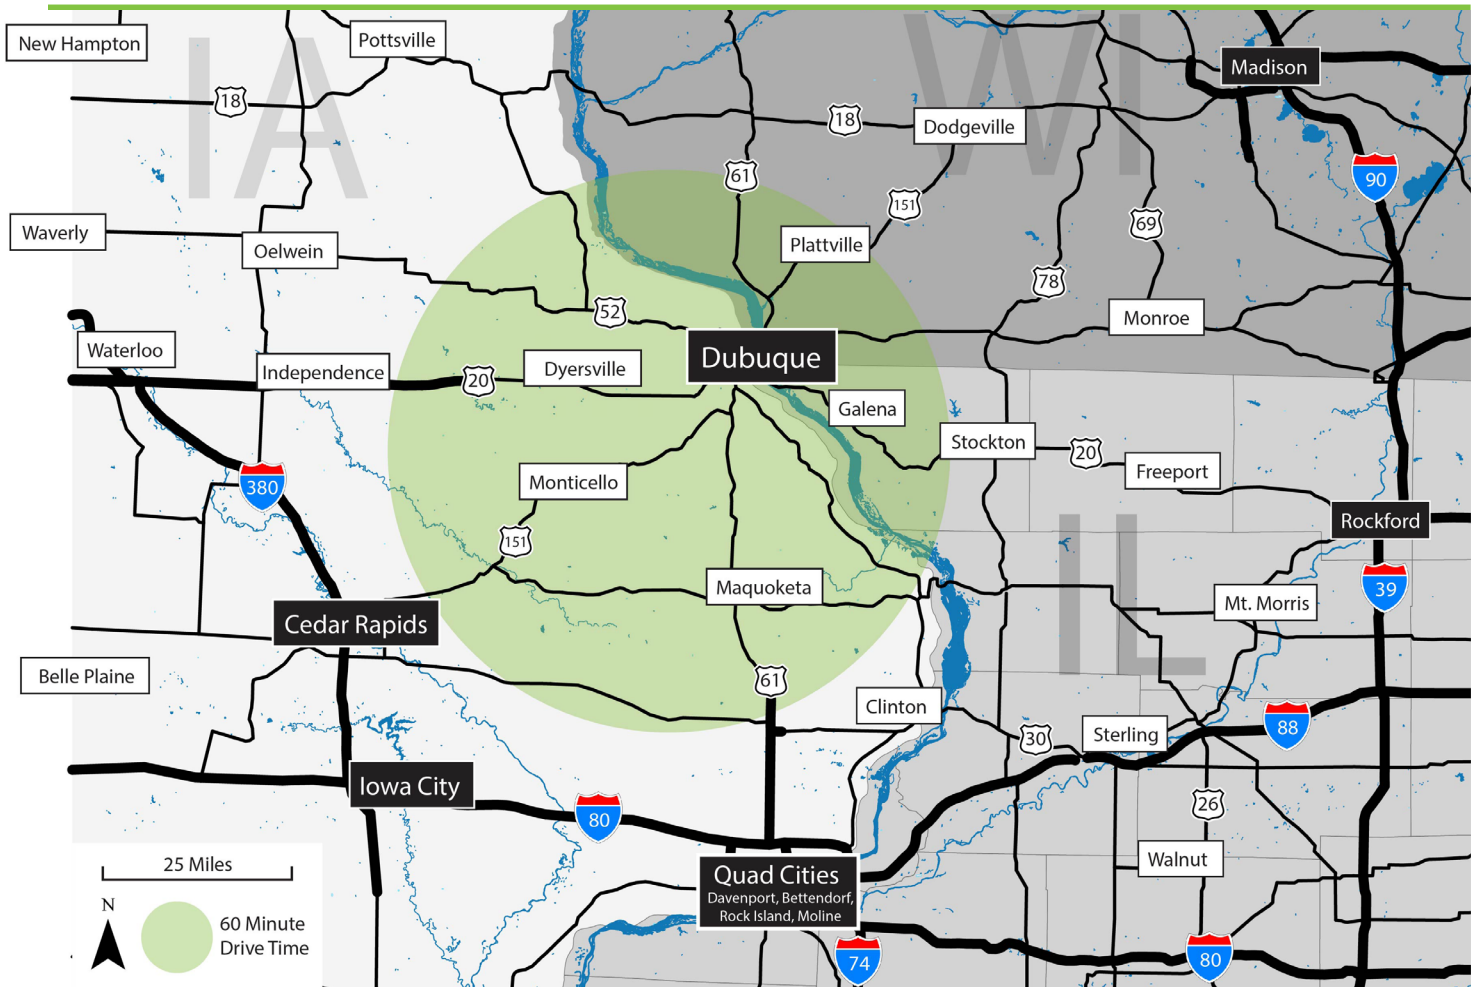 New Hampton
Pottsville
IA
WI
Madison
18
18
Dodgeville
61
90
151
Waverly
Oelwein
Plattville
69
78
52
Monroe
Waterloo
Dubuque
Independence
20
Dyersville
Galena
Stockton
20
Freeport
380
Monticello
Rockford
151
IL
Maquoketa
39
Mt. Morris
Cedar Rapids
Belle Plaine
61
Clinton
30
Sterling
88
Iowa City
80
26
25 Miles
Walnut
Quad Cities
Davenport, Bettendorf,
Rock Island, Moline
N
60 Minute
Drive Time
74
80